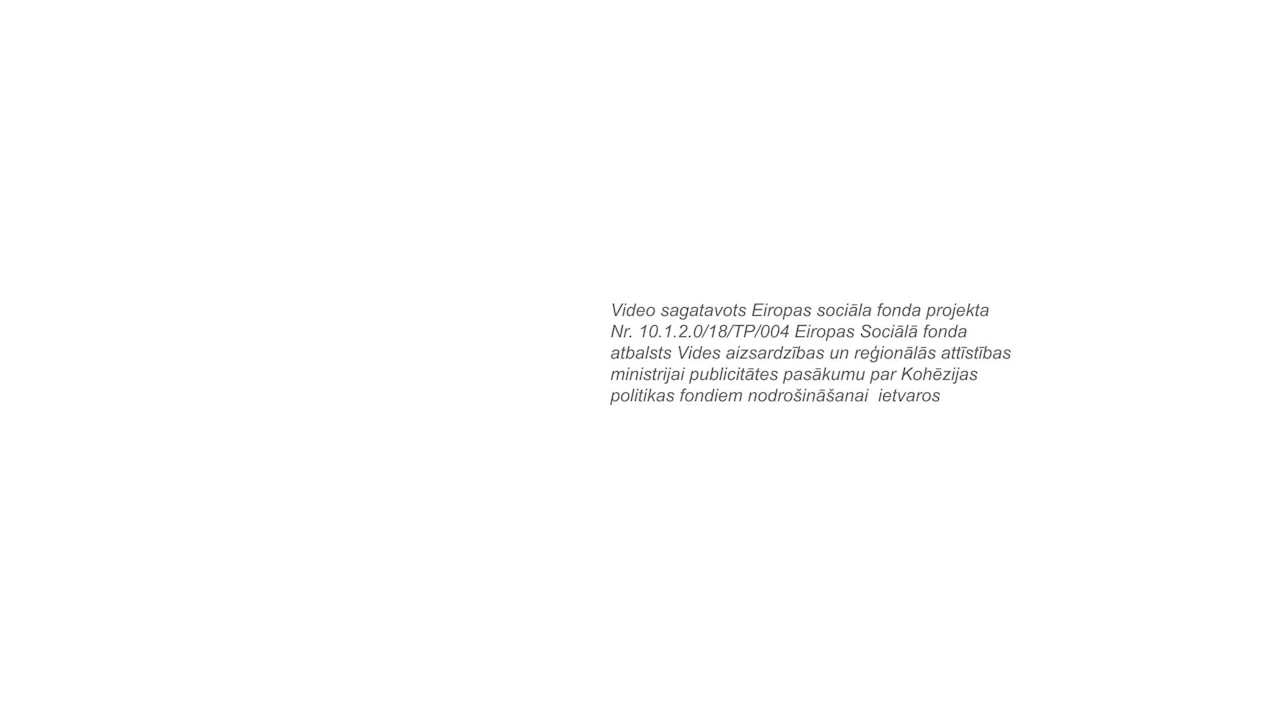 Video sagatavots Eiropas sociāla fonda projekta
Nr. 10.1.2.0/18/TP/004 Eiropas Sociālā fonda
atbalsts Vides aizsardzības un reģionālās attīstības
ministrijai publicitātes pasākumu par Kohēzijas
politikas fondiem nodrošināšanai  ietvaros